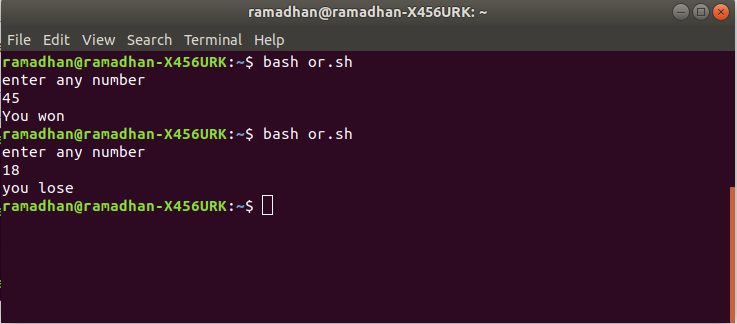 ramadhan@ramadhan-X456URK: ~
File Edit View Search Terminal Help
ramadhan@ramadhan-X456URK:~$ bash or.sh
enter any number
45
You won
ramadhan@ramadhan-X456URK:~$ bash or.sh
enter any number
18
you lose
ramadhan@ramadhan-X456URK:~$